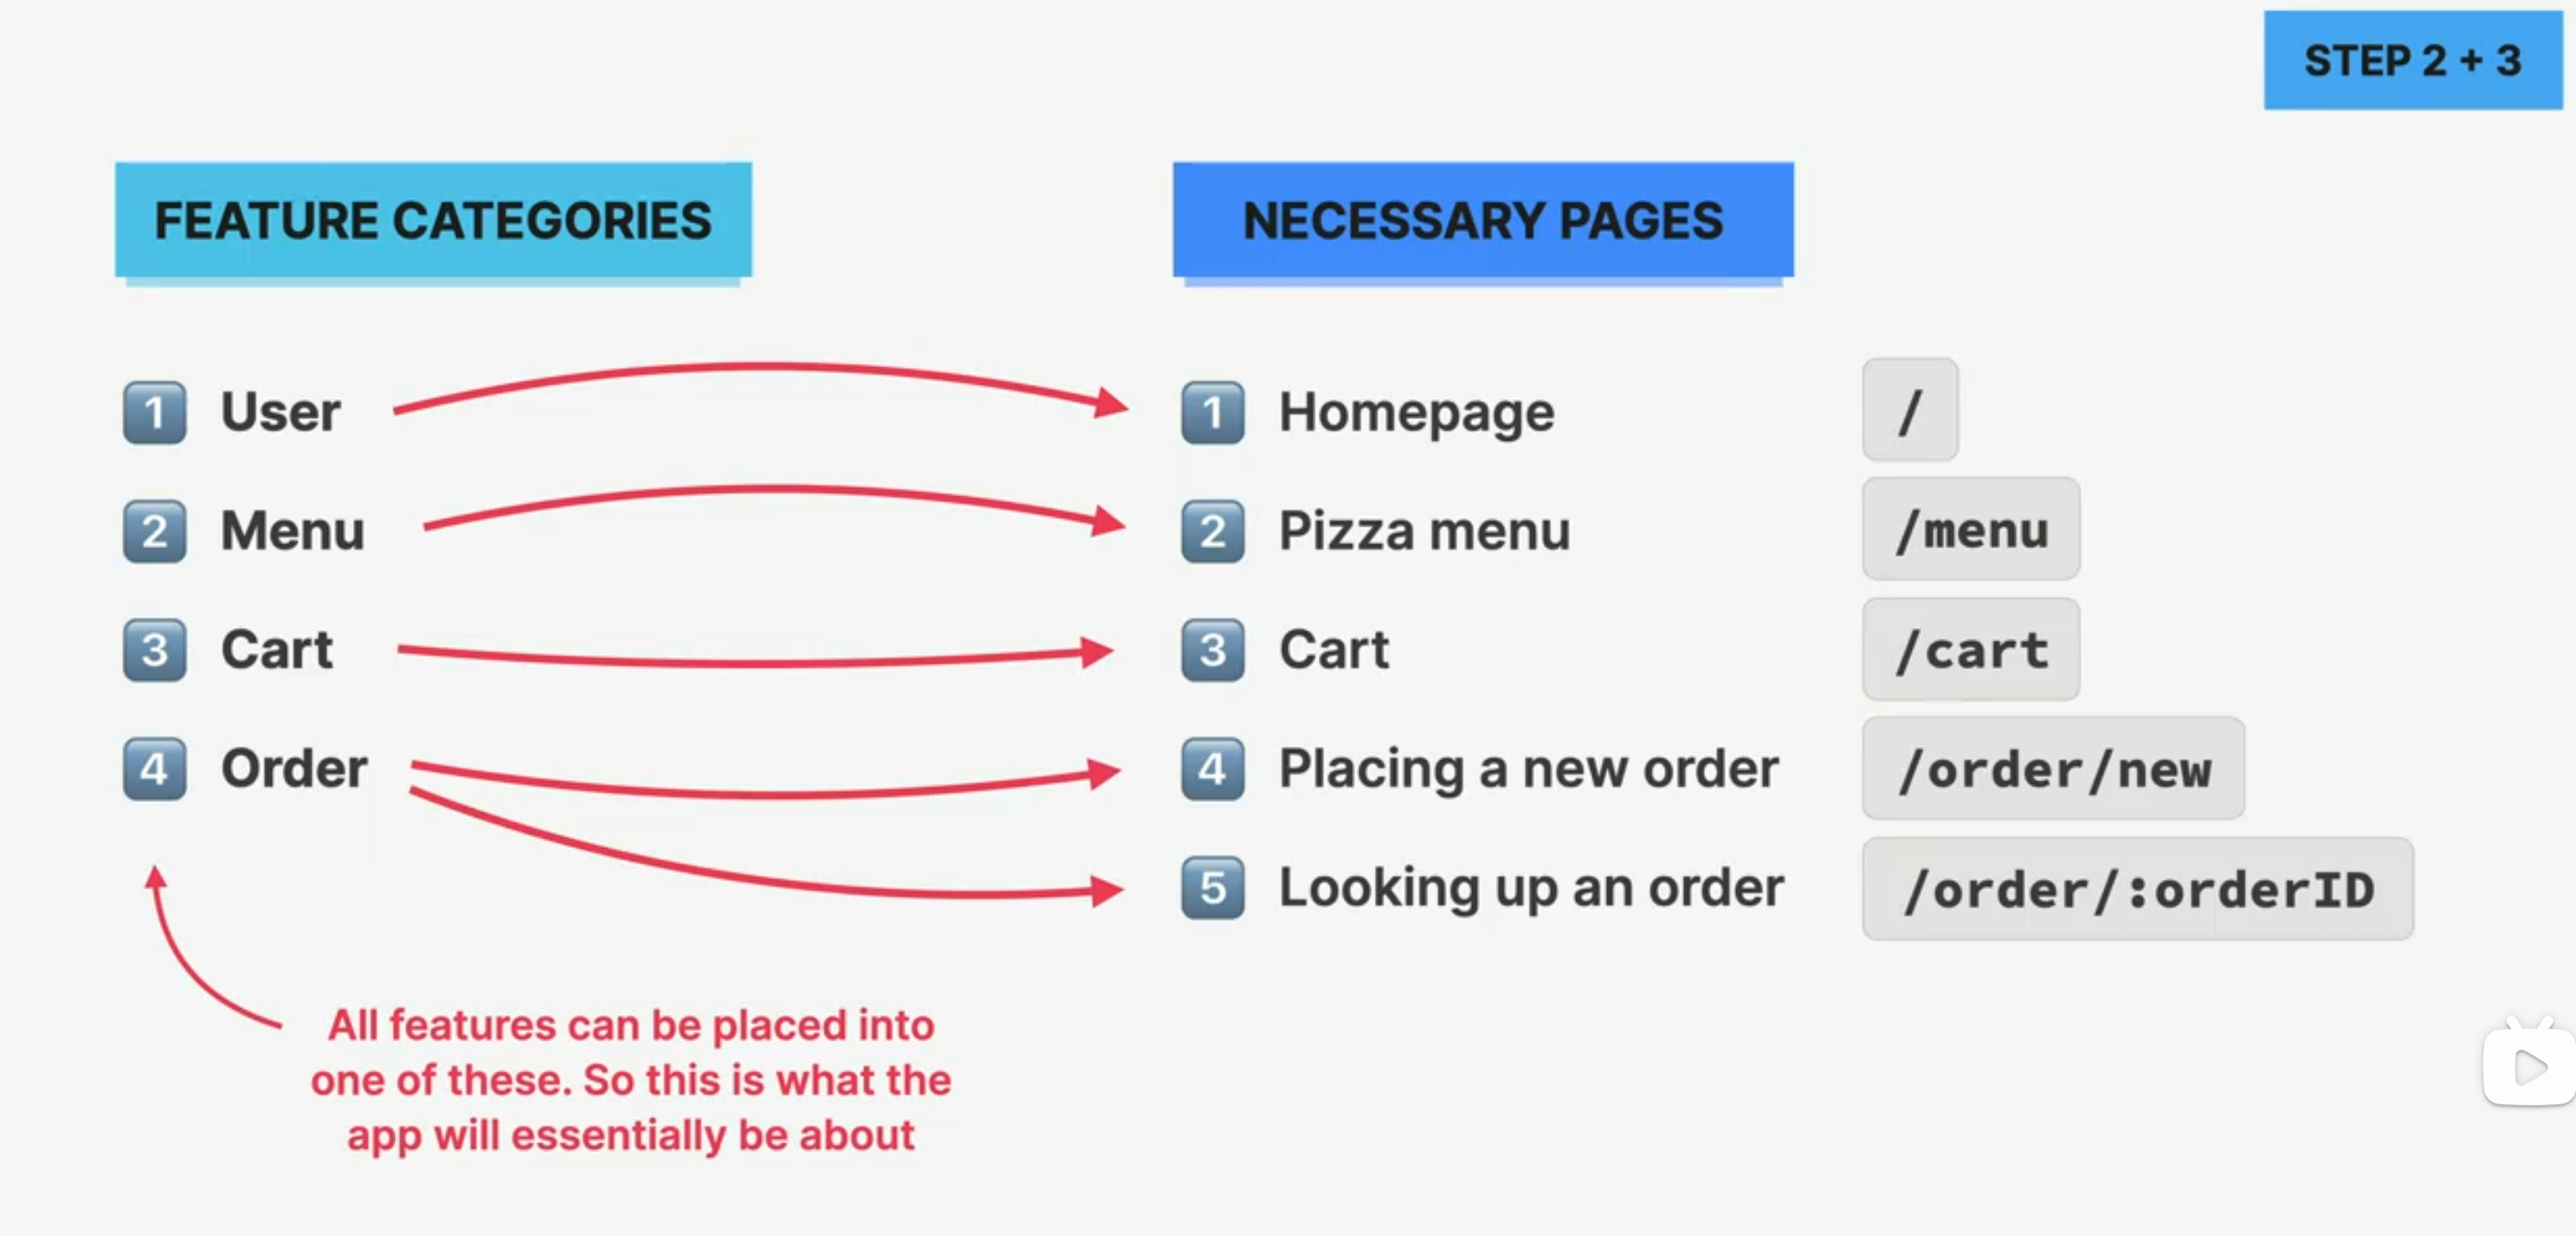 STEP 2 + 3
FEATURE CATEGORIES
1 User
2 Menu
3 Cart
4 Order
All features can be placed into
one of these. So this is what the
app will essentially be about
NECESSARY PAGES
1 Homepage /
2 Pizza menu /menu
3 Cart /cart
4 Placing a new order /order/new
5 Looking up an order /order/:orderID